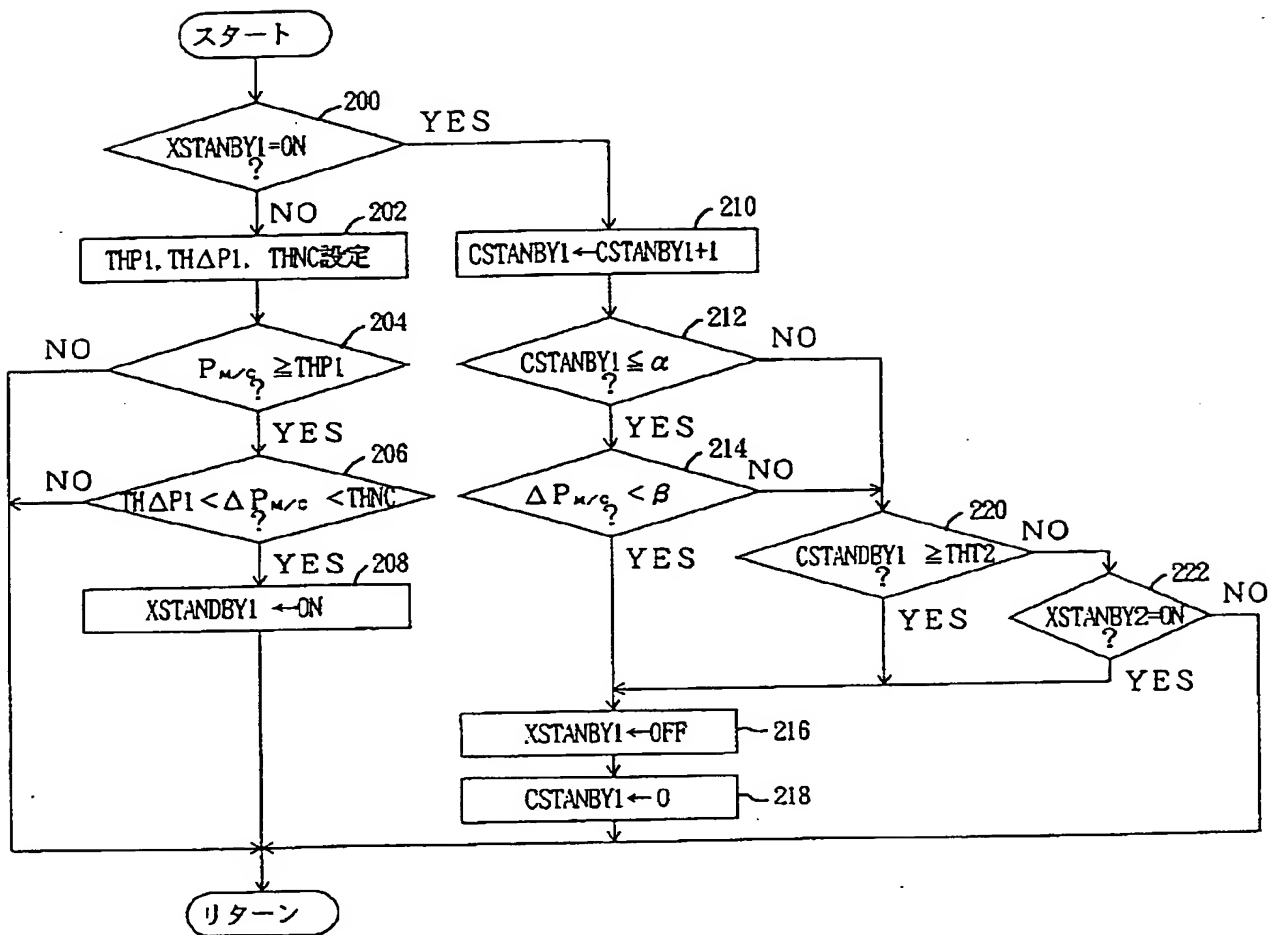 スタート
200
XSTANBY1=ON
?
YES
NO
202
THP1, THΔP1, THNC設定
204
NO
PM/C ≧THP1
?
YES
206
NO
THΔP1<ΔPM/C <THNC
?
YES
208
XSTANDBY1 ←ON
210
CSTANBY1←CSTANBY1+1
212
CSTANBY1≦α
?
NO
YES
214
ΔPM/C <β
?
NO
YES
220
CSTANDBY1 ≧THT2
?
NO
YES
222
XSTANBY2=ON
?
NO
YES
XSTANBY1←OFF
216
CSTANBY1←0
218
リターン